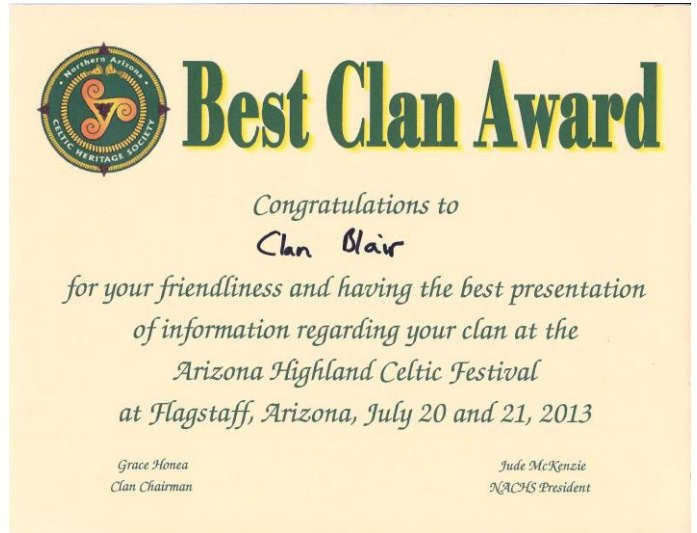 Northern Arizona
CELTIC HERITAGE SOCIETY
Best Clan Award
Congratulations to
Clan Blair
for your friendliness and having the best presentation
of information regarding your clan at the
Arizona Highland Celtic Festival
at Flagstaff, Arizona, July 20 and 21, 2013
Grace Honea
Clan Chairman
Jude McKenzie
NACHS President